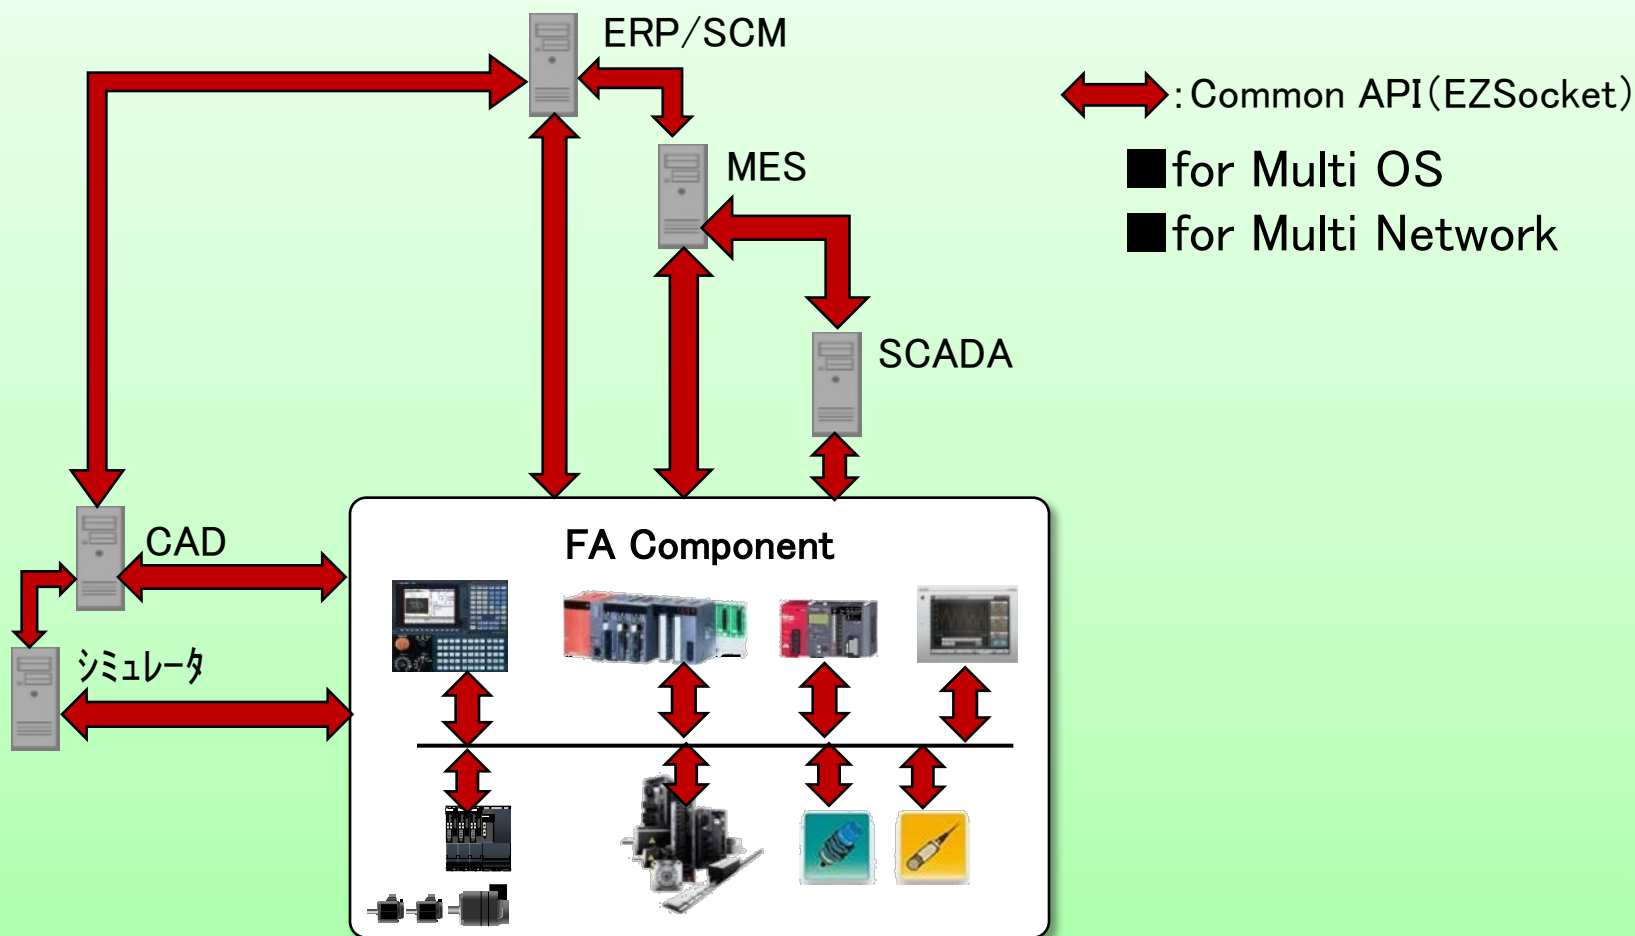 ERP/SCM
:Common API(EZSocket)
■for Multi OS
■for Multi Network
MES
SCADA
CAD
シミュレータ
FA Component